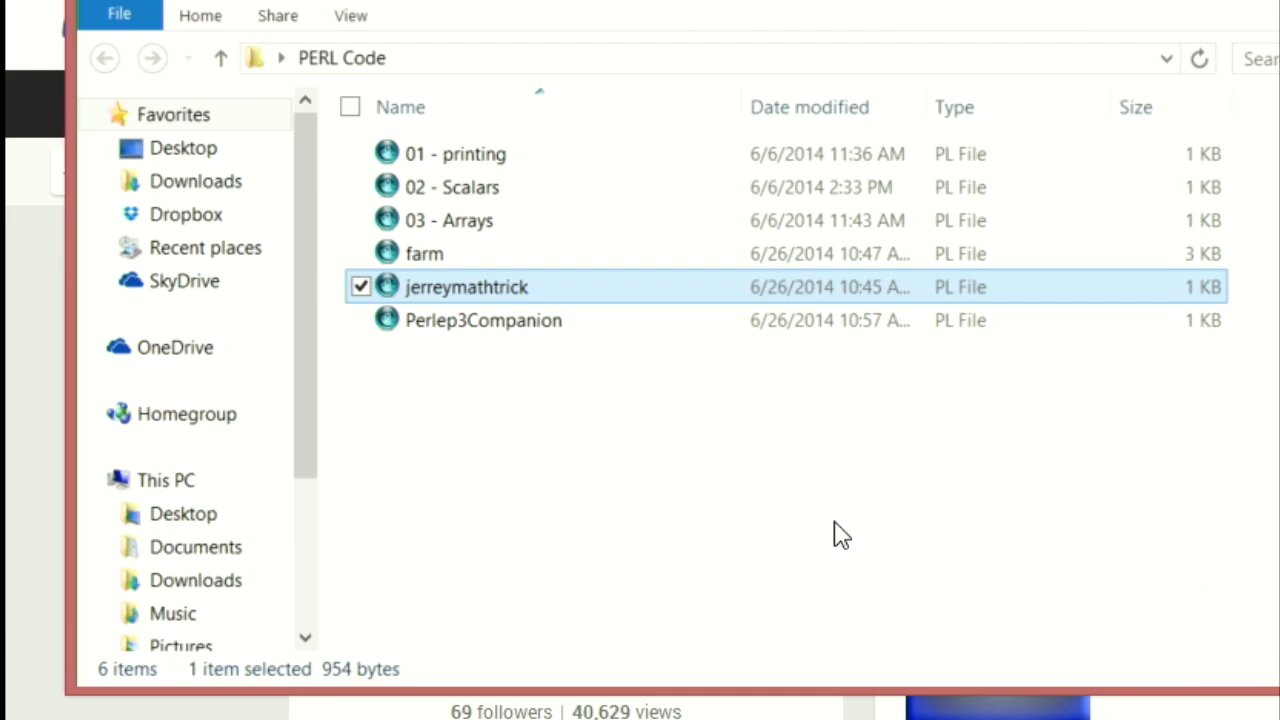 File Home Share View
PERL Code Sear
Name Date modified Type Size
Favorites
Desktop
Downloads
Dropbox
Recent places
SkyDrive
OneDrive
Homegroup
This PC
Desktop
Documents
Downloads
Music
Pictures
01 - printing 6/6/2014 11:36 AM PL File 1 KB
02 - Scalars 6/6/2014 2:33 PM PL File 1 KB
03 - Arrays 6/6/2014 11:43 AM PL File 1 KB
farm 6/26/2014 10:47 A... PL File 3 KB
jerreymathtrick 6/26/2014 10:45 A... PL File 1 KB
Perlep3Companion 6/26/2014 10:57 A... PL File 1 KB
6 items 1 item selected 954 bytes
69 followers | 40,629 views